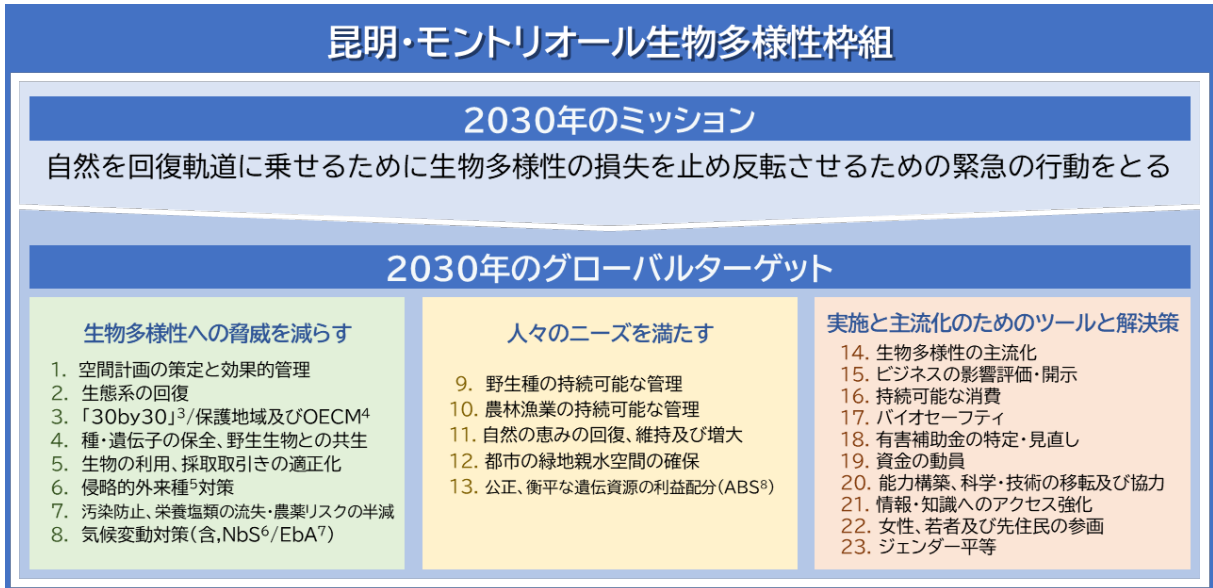 昆明・モントリオール生物多様性枠組
2030年のミッション
自然を回復軌道に乗せるために生物多様性の損失を止め反転させるための緊急の行動をとる
2030年のグローバルターゲット
生物多様性への脅威を減らす
1. 空間計画の策定と効果的管理
2. 生態系の回復
3. 「30by30」³/保護地域及びOECM⁴
4. 種・遺伝子の保全、野生生物との共生
5. 生物の利用、採取取引きの適正化
6. 侵略的外来種⁵対策
7. 汚染防止、栄養塩類の流失・農薬リスクの半減
8. 気候変動対策(含,NbS⁶/EbA⁷)
人々のニーズを満たす
9. 野生種の持続可能な管理
10. 農林漁業の持続可能な管理
11. 自然の恵みの回復、維持及び増大
12. 都市の緑地親水空間の確保
13. 公正、衡平な遺伝資源の利益配分(ABS⁸)
実施と主流化のためのツールと解決策
14. 生物多様性の主流化
15. ビジネスの影響評価・開示
16. 持続可能な消費
17. バイオセーフティ
18. 有害補助金の特定・見直し
19. 資金の動員
20. 能力構築、科学・技術の移転及び協力
21. 情報・知識へのアクセス強化
22. 女性、若者及び先住民の参画
23. ジェンダー平等